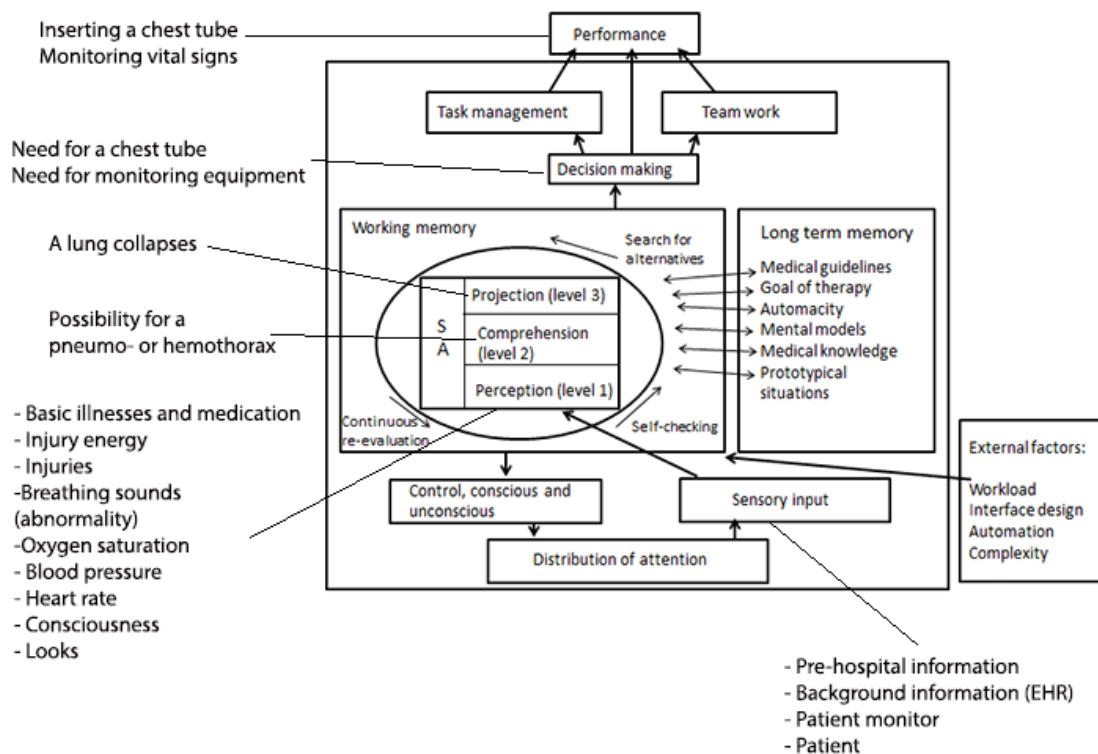 Inserting a chest tube
Monitoring vital signs
Performance
Task management
Team work
Need for a chest tube
Need for monitoring equipment
Decision making
Working memory
Search for
alternatives
Long term memory
A lung collapses
Projection (level 3)
Medical guidelines
Goal of therapy
Automacity
Mental models
Medical knowledge
Prototypical
situations
Possibility for a
pneumo- or hemothorax
S
A
Comprehension
(level 2)
Perception (level 1)
Continuous
re-evaluation
Self-checking
- Basic illnesses and medication
- Injury energy
- Injuries
-Breathing sounds
(abnormality)
-Oxygen saturation
- Blood pressure
- Heart rate
- Consciousness
- Looks
Control, conscious and
unconscious
Sensory input
Distribution of attention
External factors:
Workload
Interface design
Automation
Complexity
- Pre-hospital information
- Background information (EHR)
- Patient monitor
- Patient